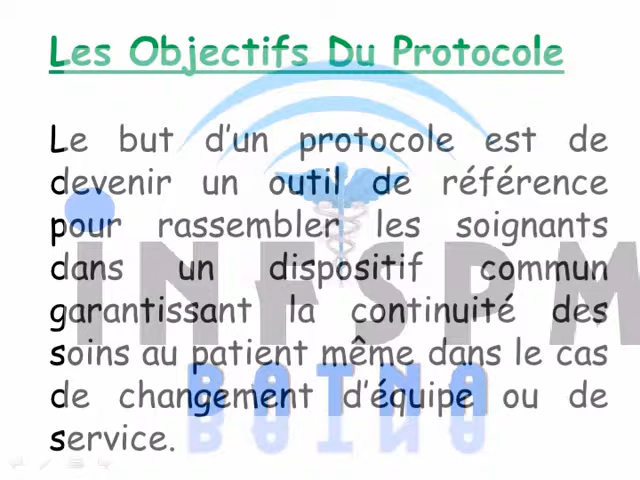 Les Objectifs Du Protocole
Le but d'un protocole est de
devenir un outil de référence
pour rassembler les soignants
dans un dispositif commun
garantissant la continuité des
soins au patient même dans le cas
de changement d'équipe ou de
service.
INFSPM
BATNA